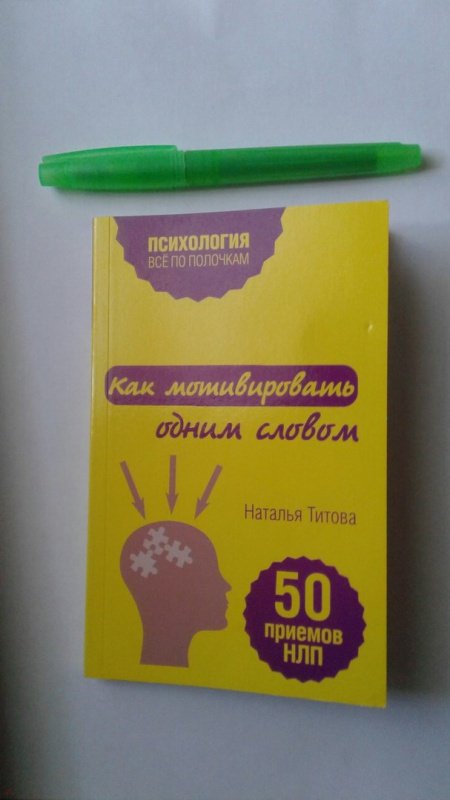 ПСИХОЛОГИЯ
ВСЁ ПО ПОЛОЧКАМ
Как мотивировать
одним словом
Наталья Титова
50
приемов
НЛП